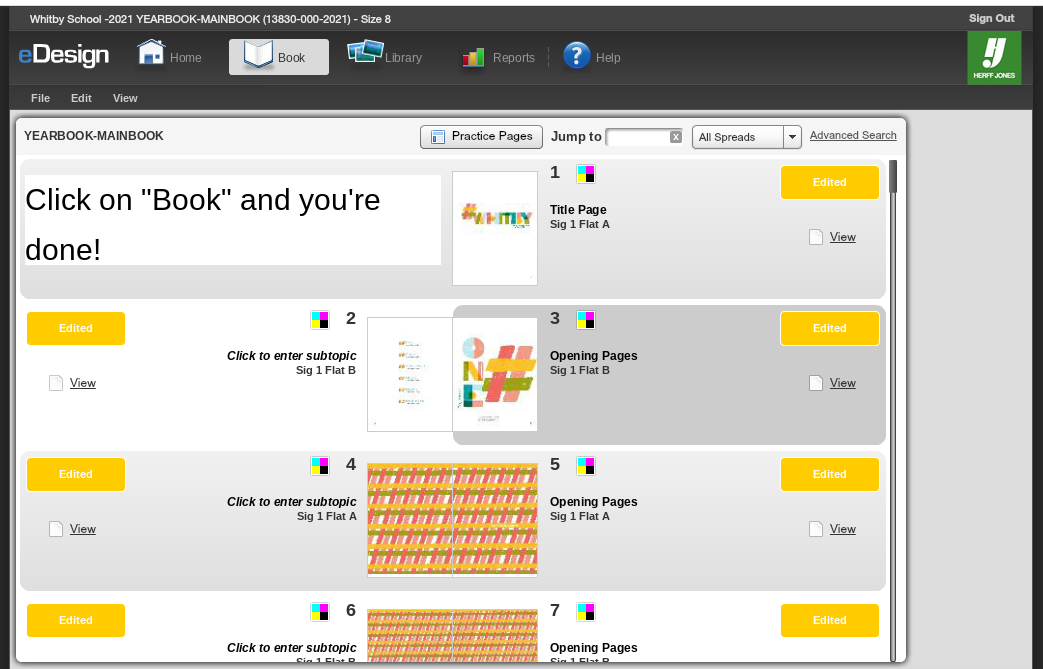 Whitby School -2021 YEARBOOK-MAINBOOK (13830-000-2021) - Size 8
Sign Out
eDesign
Home
Book
Library
Reports
Help
HERFF JONES
File Edit View
YEARBOOK-MAINBOOK
Practice Pages
Jump to
x
All Spreads
Advanced Search
Click on "Book" and you're
done!
#WHITBY
1
Title Page
Sig 1 Flat A
Edited
View
Edited
View
2
Click to enter subtopic
Sig 1 Flat B
ONE#
3
Opening Pages
Sig 1 Flat B
Edited
View
Edited
View
4
Click to enter subtopic
Sig 1 Flat A
5
Opening Pages
Sig 1 Flat A
Edited
View
Edited
6
Click to enter subtopic
Sig 1 Flat B
7
Opening Pages
Sig 1 Flat B
Edited